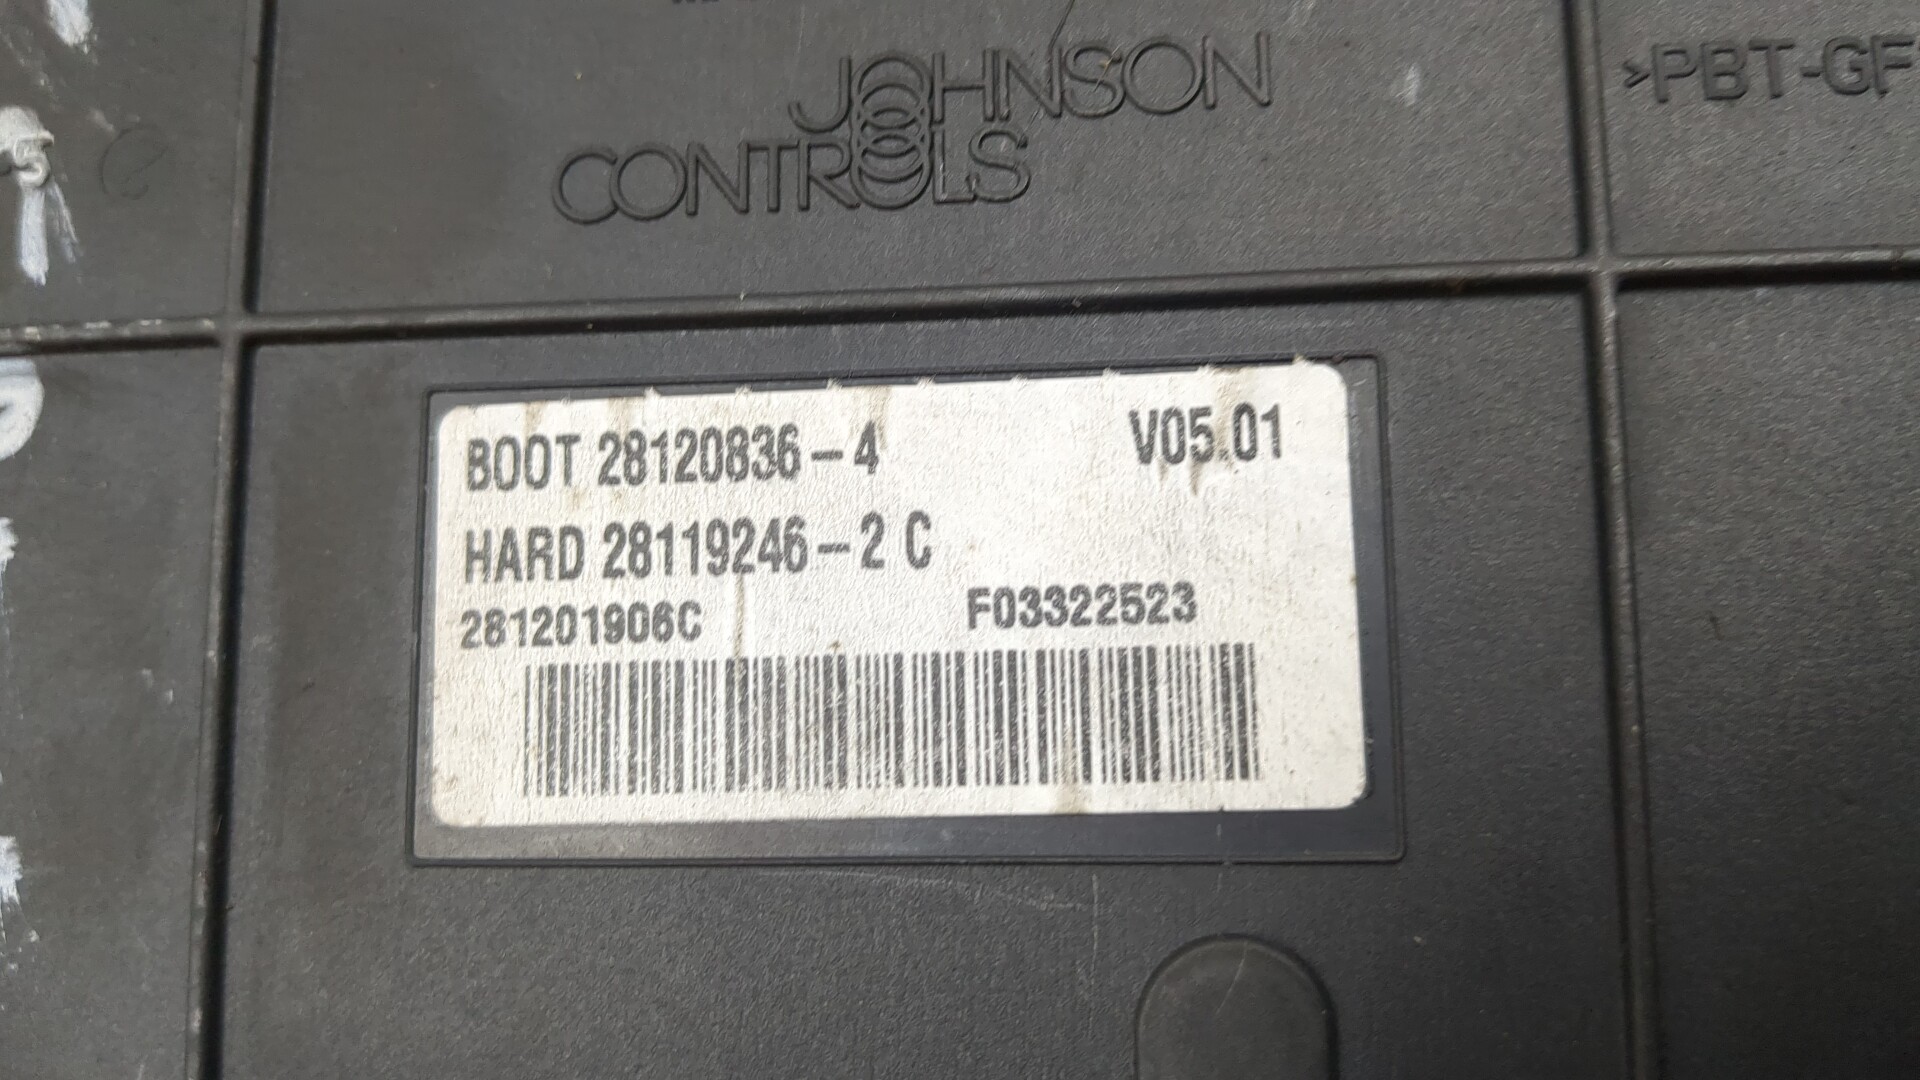 JOHNSON
CONTROLS
>PBT-GF
BOOT 28120836-4 V05.01
HARD 28119246-2 C
281201906C F03322523